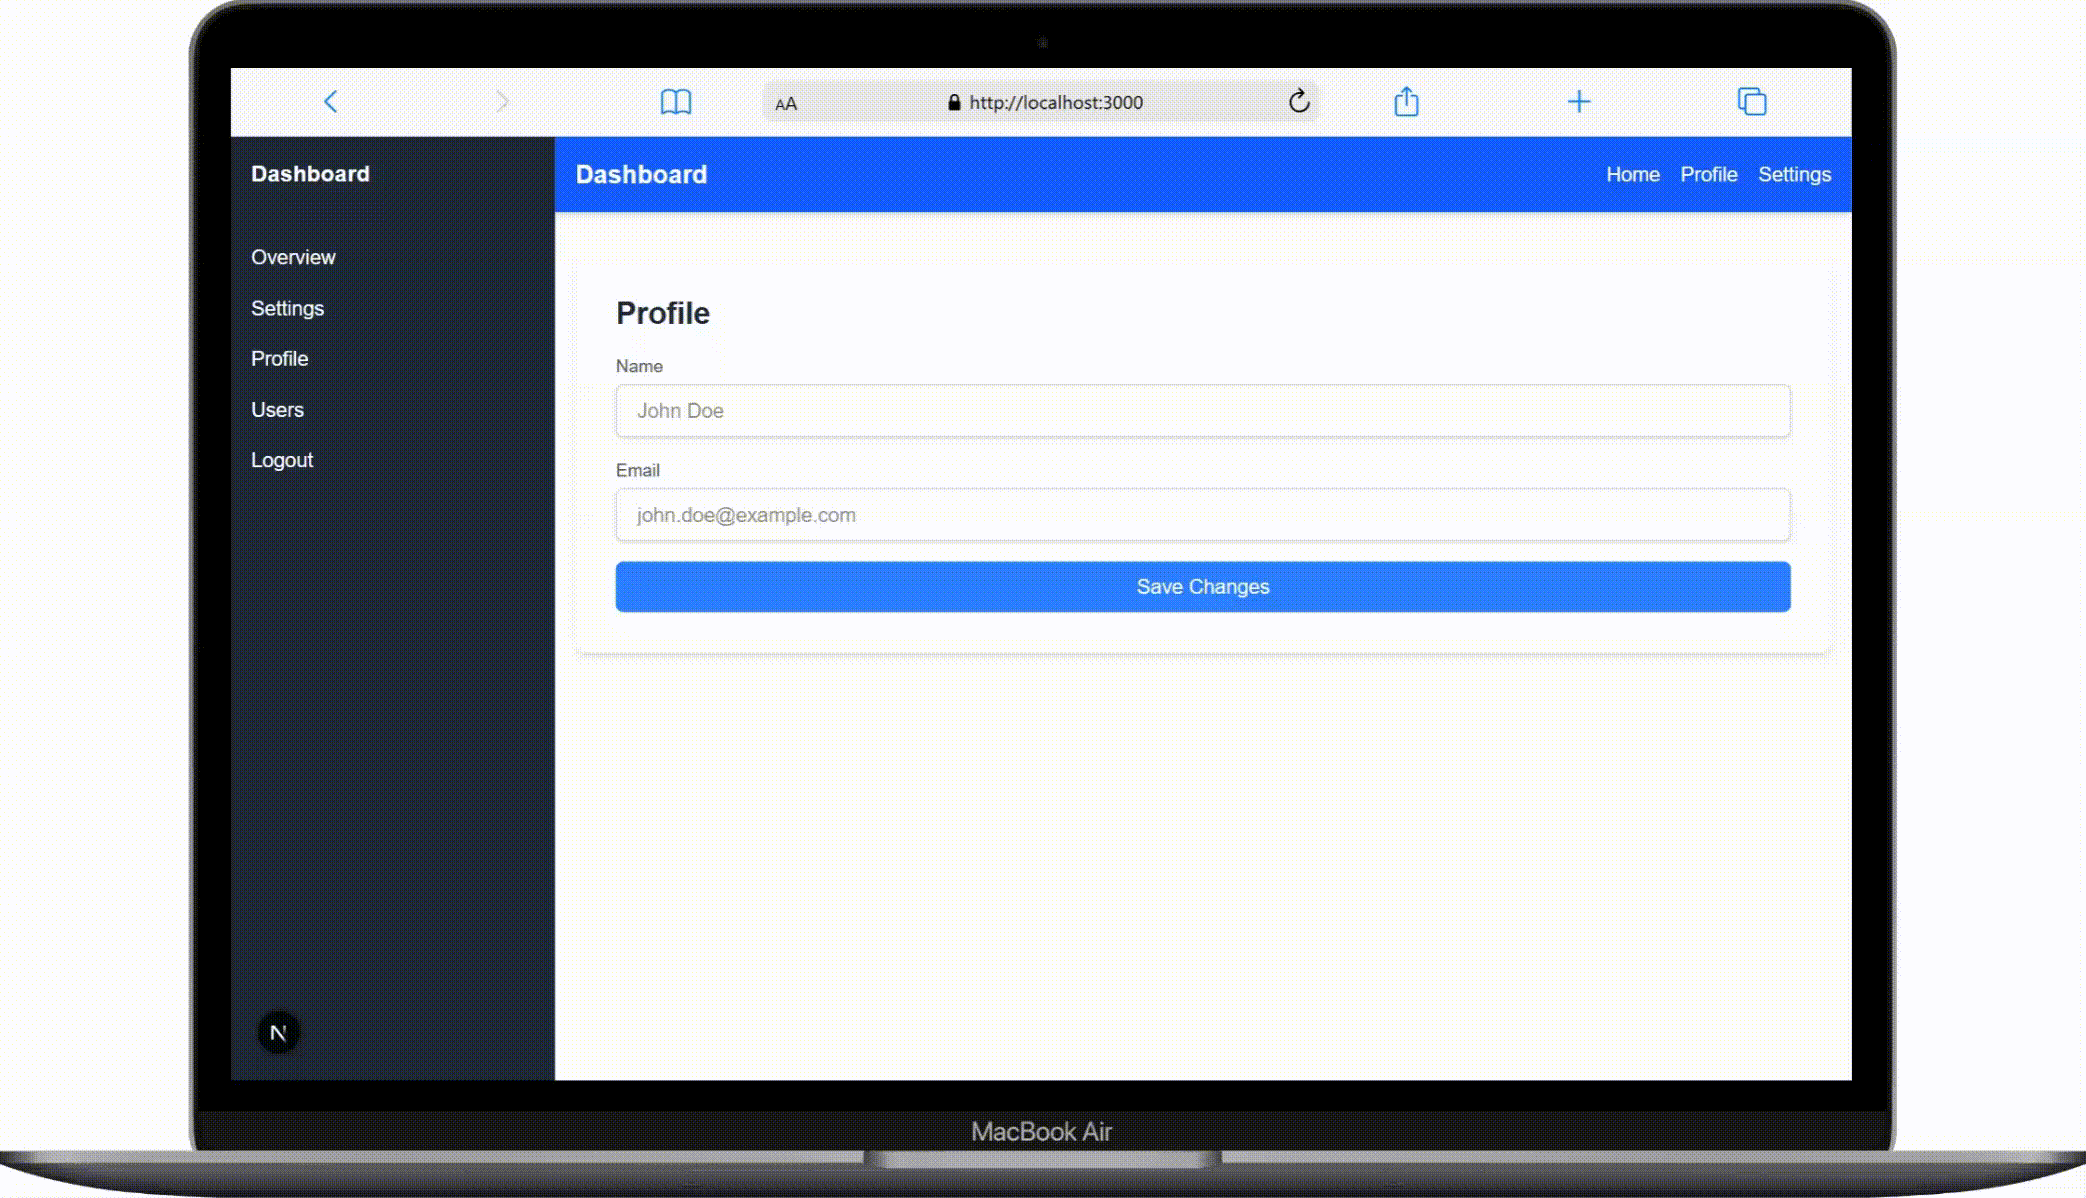 AA http://localhost:3000
Dashboard
Overview
Settings
Profile
Users
Logout
N
Dashboard Home Profile Settings
Profile
Name
John Doe
Email
john.doe@example.com
Save Changes
MacBook Air